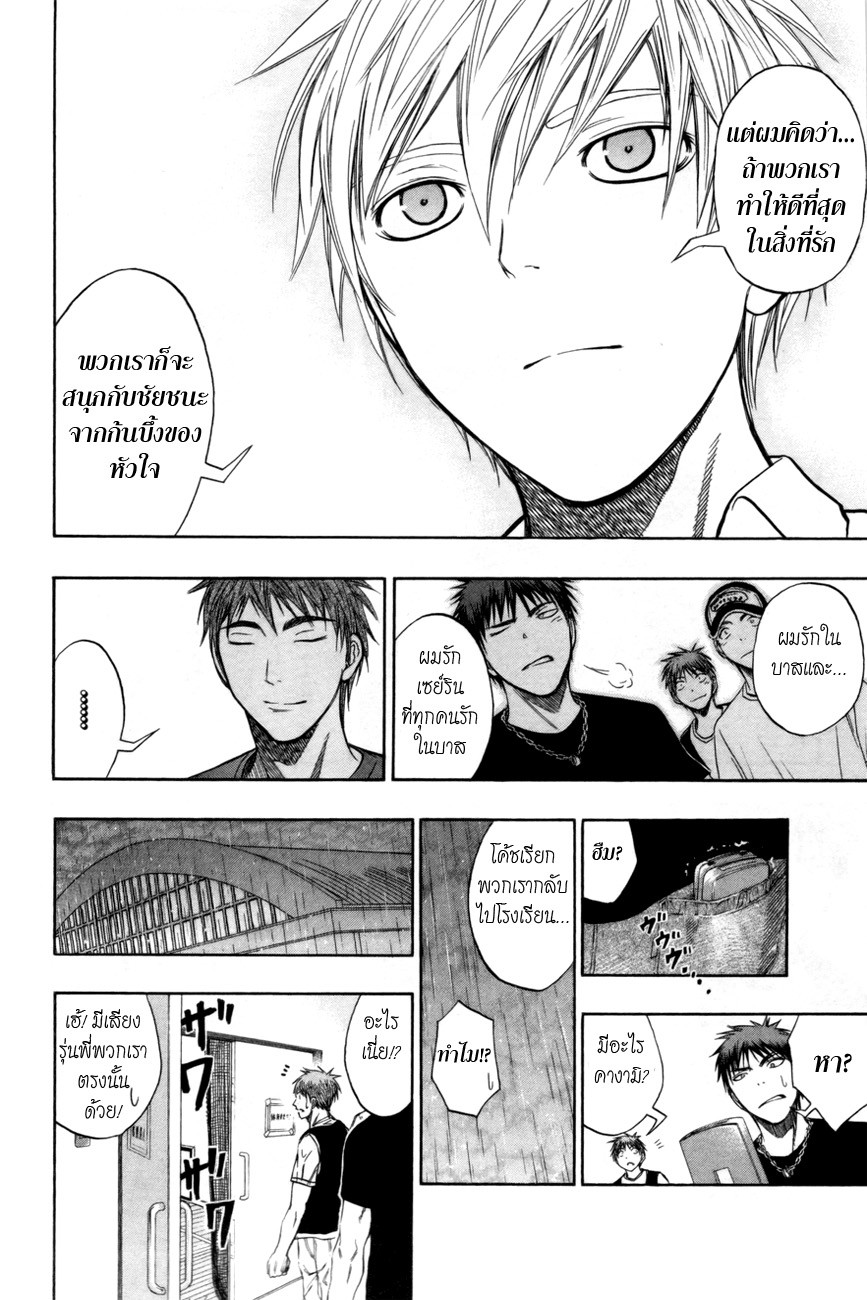 แต่ผมคิดว่า...
ถ้าพวกเรา
ทำให้ดีที่สุด
ในสิ่งที่รัก
พวกเราก็จะ
สนุกกับชัยชนะ
จากก้นบึ้งของ
หัวใจ
ผมรักใน
บาสและ...
ผมรัก
เซย์ริน
ที่ทุกคนรัก
ในบาส
ฮึม?
ヴヴヴ
หา?
มีอะไร
คางามิ?
โค้ชเรียก
พวกเรากลับ
ไปโรงเรียน...
ทำไม!?
อะไร
เนี่ย!?
ザワ
ザワ
เฮ้! มีเสียง
รุ่นพี่พวกเรา
ตรงนั้น
ด้วย!